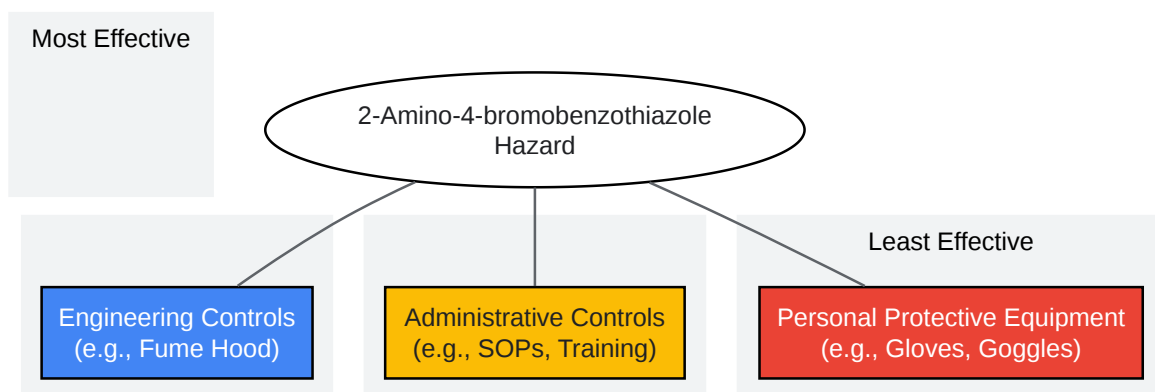 Most Effective
2-Amino-4-bromobenzothiazole
Hazard
Least Effective
Engineering Controls
(e.g., Fume Hood)
Administrative Controls
(e.g., SOPs, Training)
Personal Protective Equipment
(e.g., Gloves, Goggles)